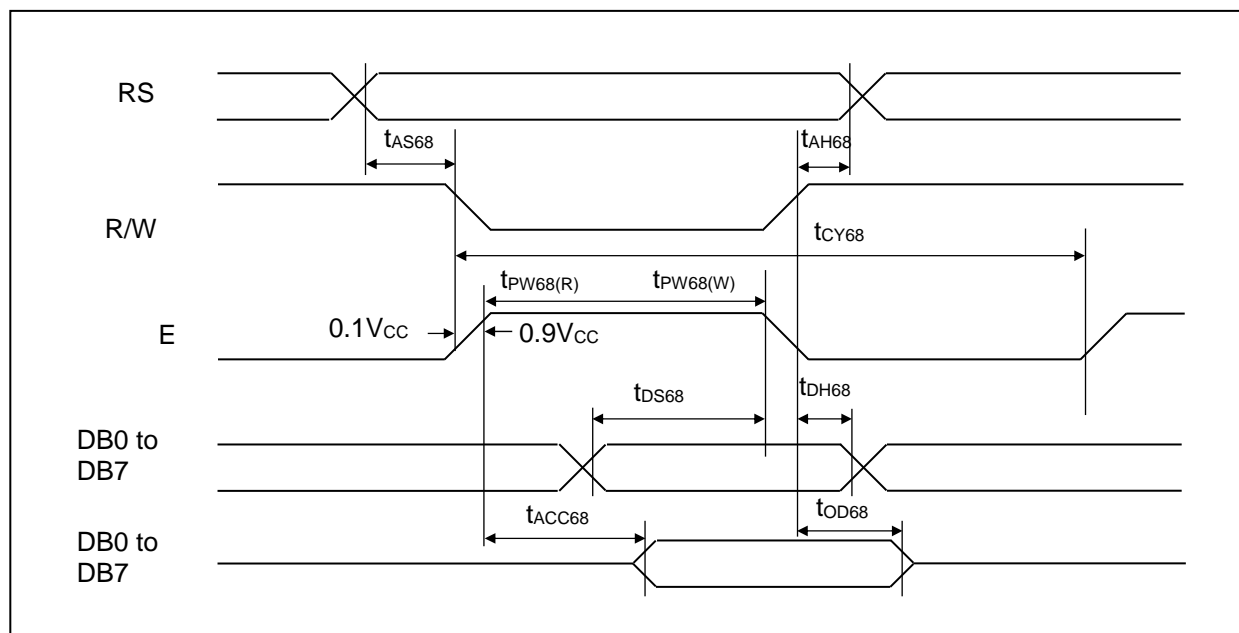 RS
tAS68
tAH68
R/W
tCY68
tPW68(R)
tPW68(W)
E
0.1VCC
0.9VCC
tDS68
tDH68
DB0 to
DB7
tACC68
tOD68
DB0 to
DB7